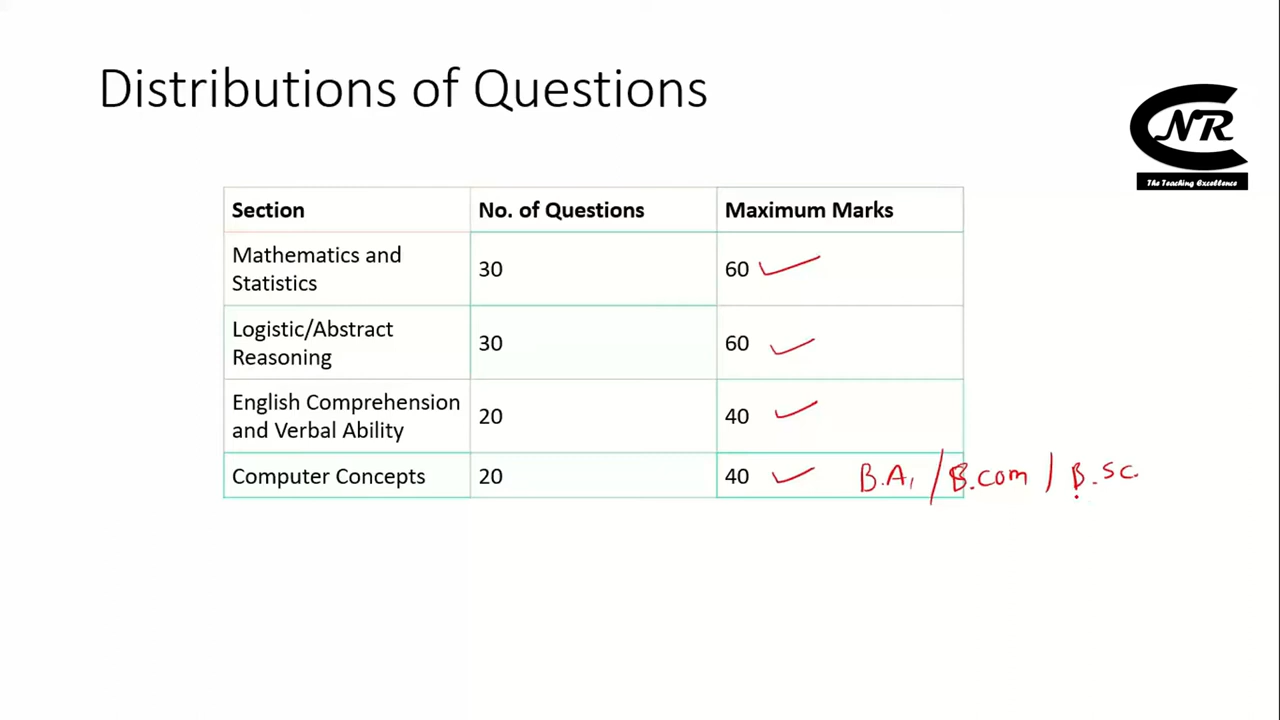 Distributions of Questions
CNR
The Teaching Excellence
Section No. of Questions Maximum Marks
Mathematics and
Statistics 30 60
Logistic/Abstract
Reasoning 30 60
English Comprehension
and Verbal Ability 20 40
Computer Concepts 20 40 B.A, / B.com / B.sc.